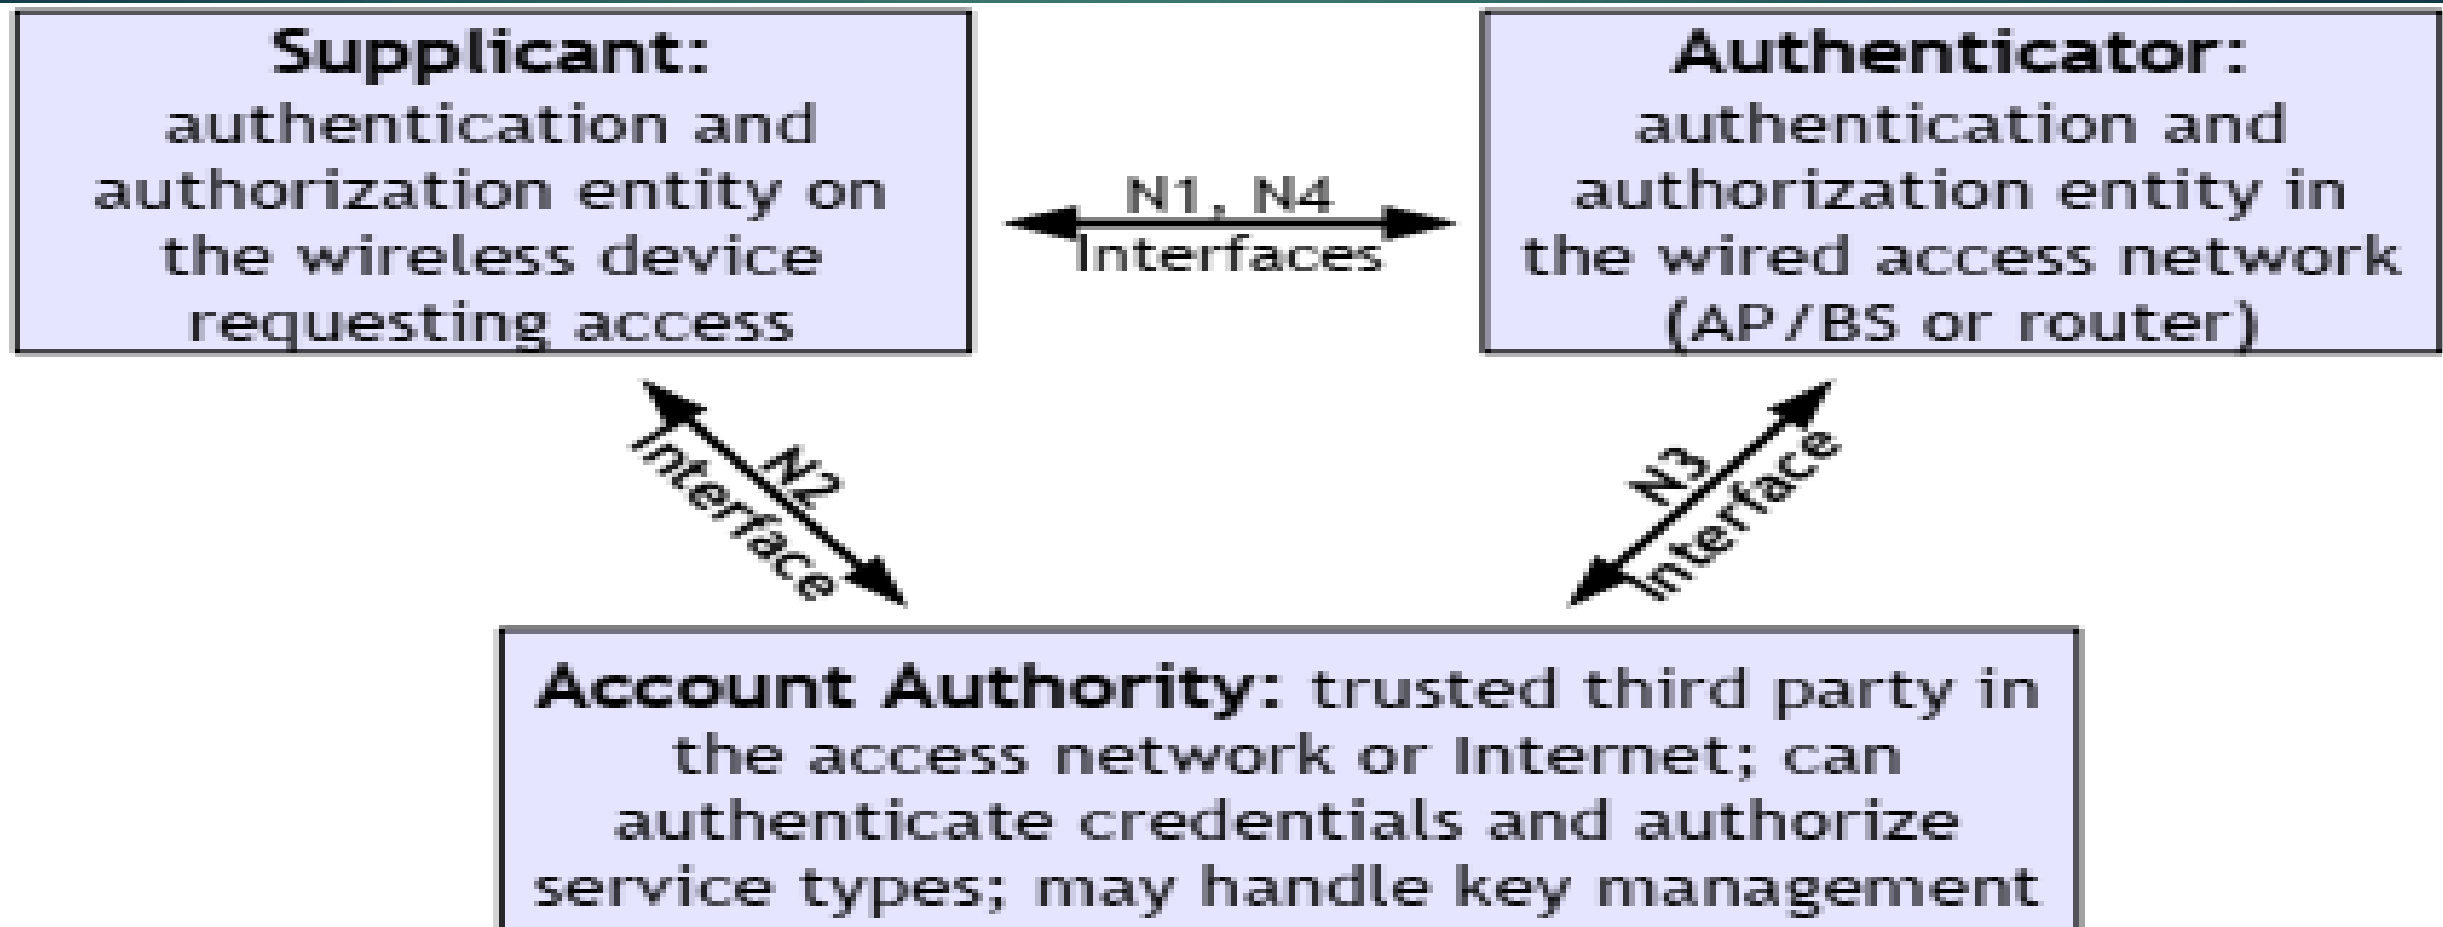 Supplicant:
authentication and
authorization entity on
the wireless device
requesting access
N1, N4
Interfaces
Authenticator:
authentication and
authorization entity in
the wired access network
(AP/BS or router)
N2
Interface
N3
Interface
Account Authority: trusted third party in
the access network or Internet; can
authenticate credentials and authorize
service types; may handle key management